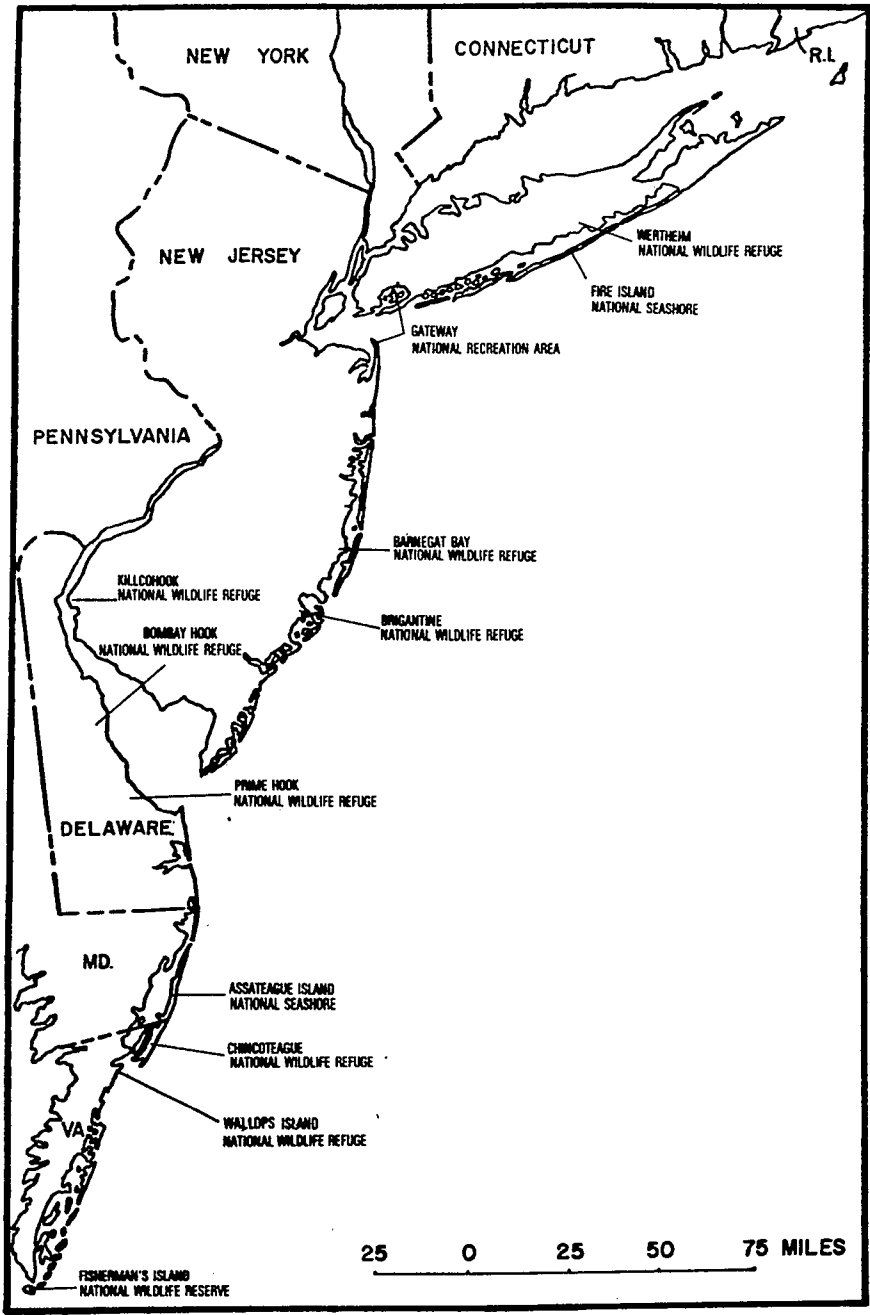 NEW YORK
CONNECTICUT
R.I.
NEW JERSEY
WERTHEIM
NATIONAL WILDLIFE REFUGE
FIRE ISLAND
NATIONAL SEASHORE
GATEWAY
NATIONAL RECREATION AREA
PENNSYLVANIA
BARNEGAT BAY
NATIONAL WILDLIFE REFUGE
KILLCOHOOK
NATIONAL WILDLIFE REFUGE
BRIGANTINE
NATIONAL WILDLIFE REFUGE
BOMBAY HOOK
NATIONAL WILDLIFE REFUGE
PRIME HOOK
NATIONAL WILDLIFE REFUGE
DELAWARE
MD.
ASSATEAGUE ISLAND
NATIONAL SEASHORE
CHINCOTEAGUE
NATIONAL WILDLIFE REFUGE
WALLOPS ISLAND
NATIONAL WILDLIFE REFUGE
VA
25 0 25 50 75 MILES
FISHERMAN'S ISLAND
NATIONAL WILDLIFE RESERVE